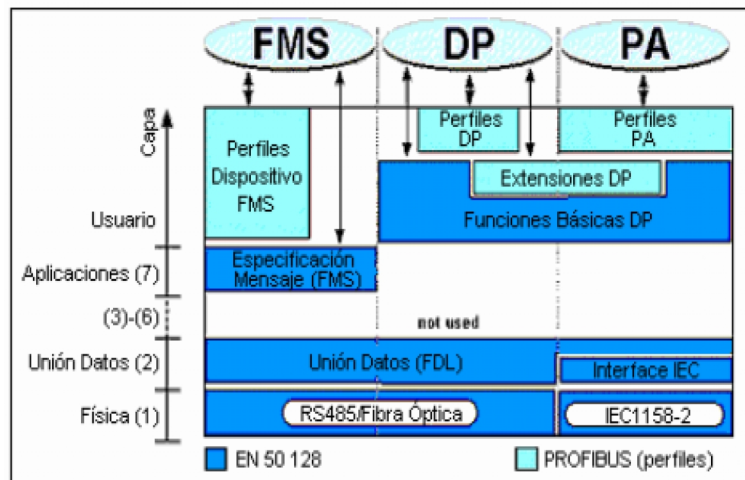 FMS DP PA
Capa
Perfiles
Dispositivo
FMS
Perfiles
DP
Perfiles
PA
Extensiones DP
Usuario
Funciones Básicas DP
Aplicaciones (7)
Especificación
Mensaje (FMS)
(3)-(6)
not used
Unión Datos (2)
Unión Datos (FDL)
Interface IEC
Física (1)
RS485/Fibra Óptica
IEC1158-2
EN 50 128
PROFIBUS (perfiles)